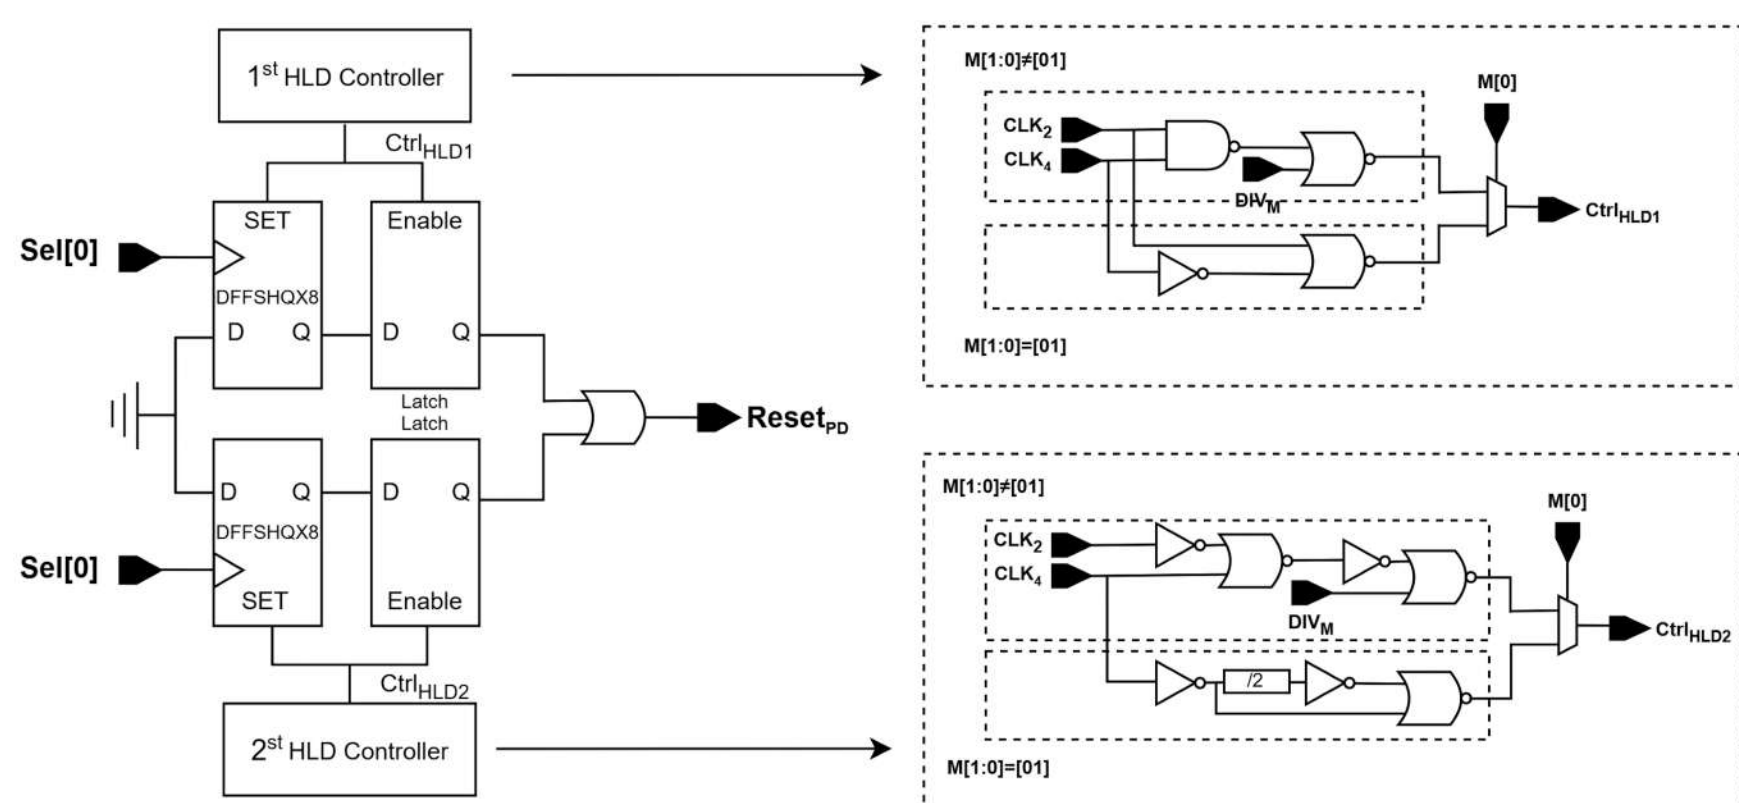 1st HLD Controller
CtrlHLD1
SET
Enable
Sel[0]
DFFSHQX8
D
Q
D
Q
Latch
Latch
ResetPD
D
Q
D
Q
DFFSHQX8
Sel[0]
SET
Enable
CtrlHLD2
2st HLD Controller
M[1:0]≠[01]
M[0]
CLK2
CLK4
DIVM
CtrlHLD1
M[1:0]=[01]
M[1:0]≠[01]
M[0]
CLK2
CLK4
DIVM
CtrlHLD2
/2
M[1:0]=[01]